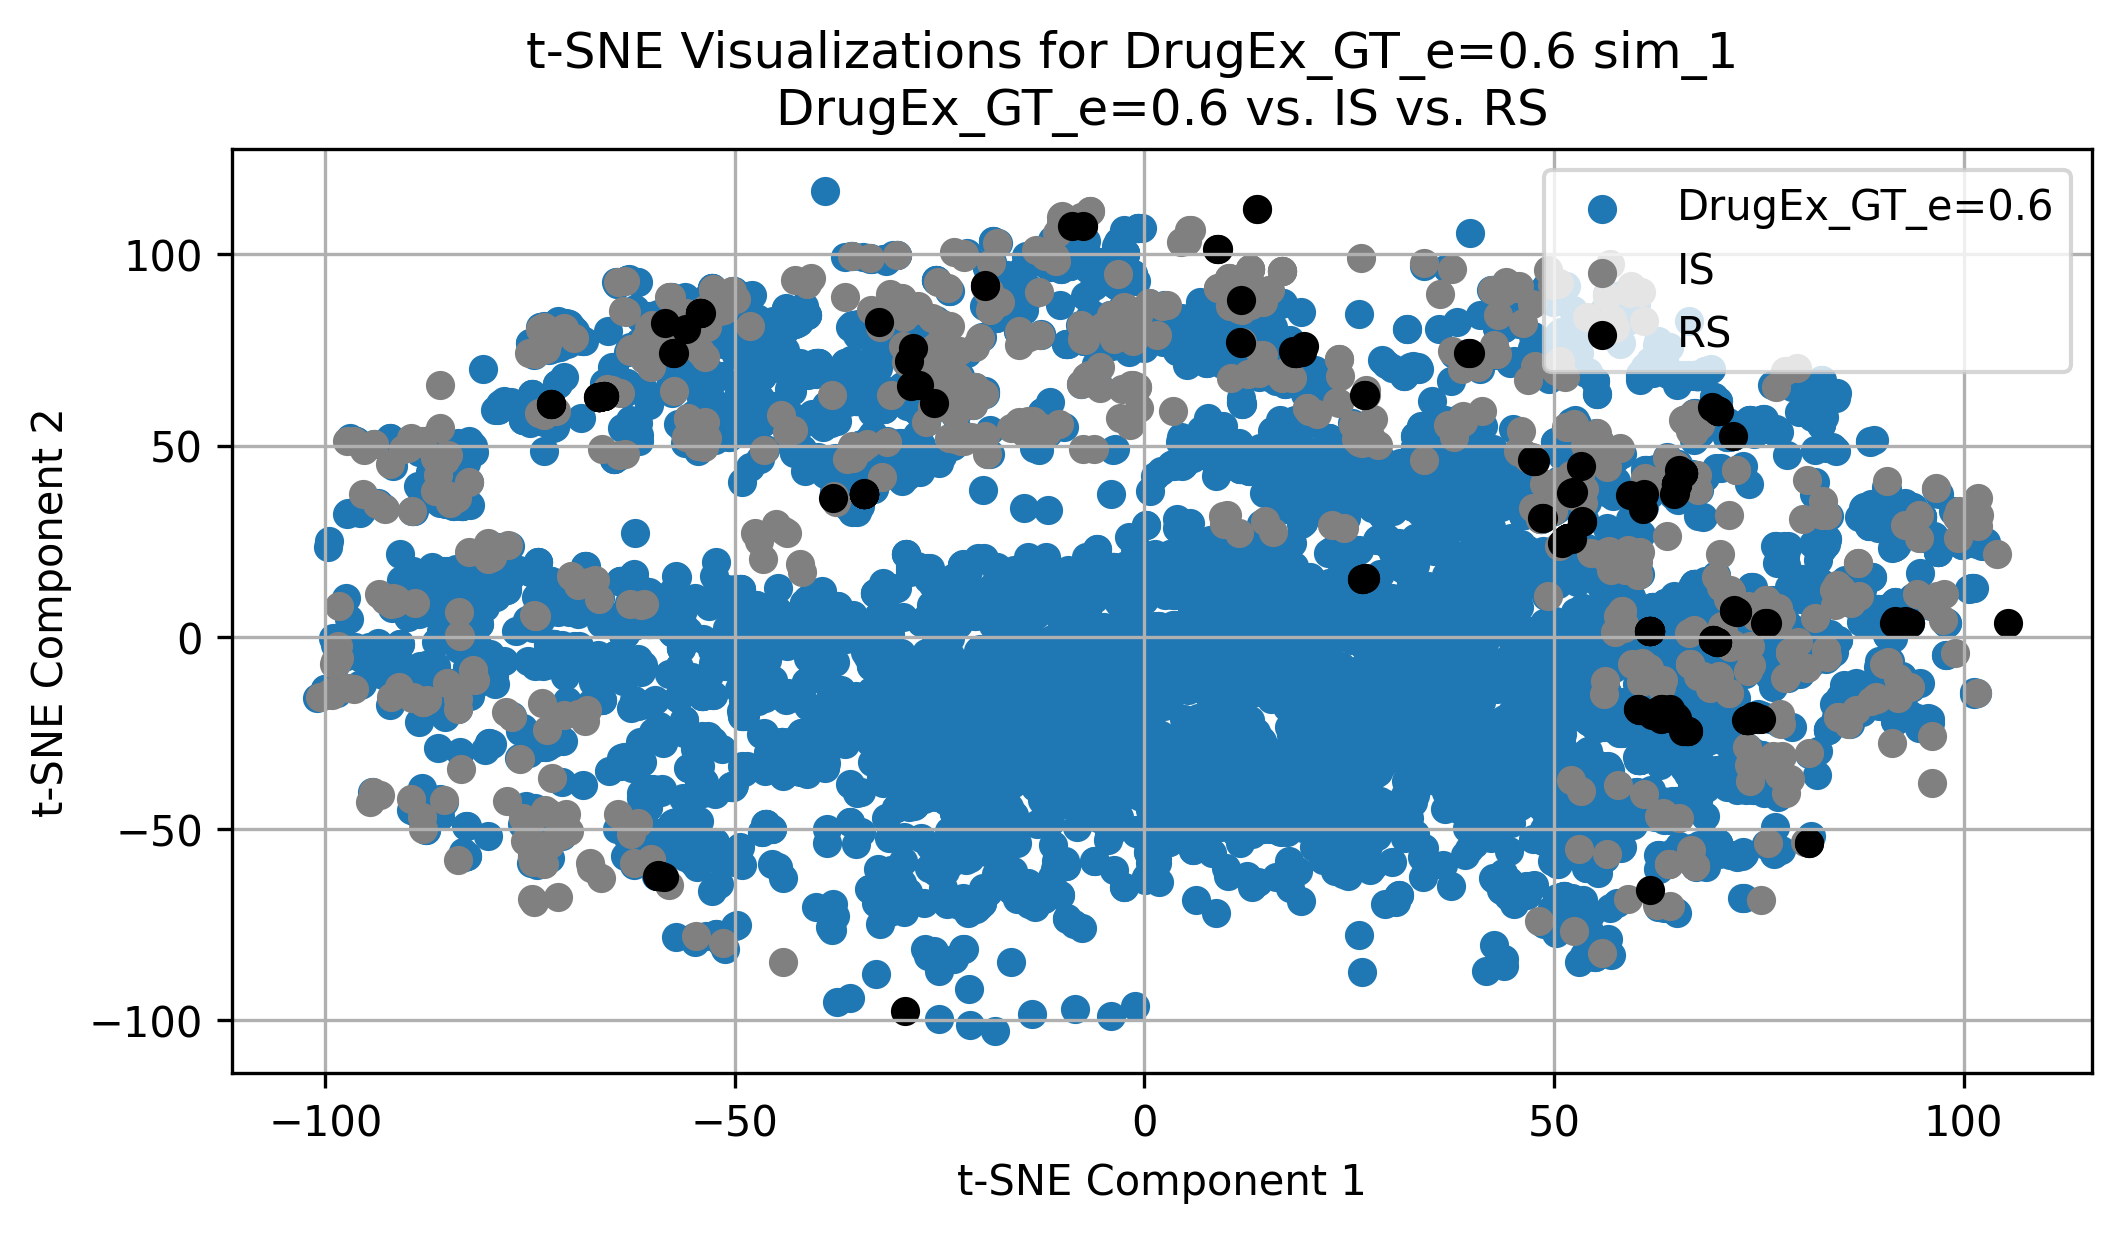 t-SNE Visualizations for DrugEx_GT_e=0.6 sim_1
DrugEx_GT_e=0.6 vs. IS vs. RS
DrugEx_GT_e=0.6
IS
RS
t-SNE Component 2
100
50
0
−50
−100
−100
−50
0
50
100
t-SNE Component 1